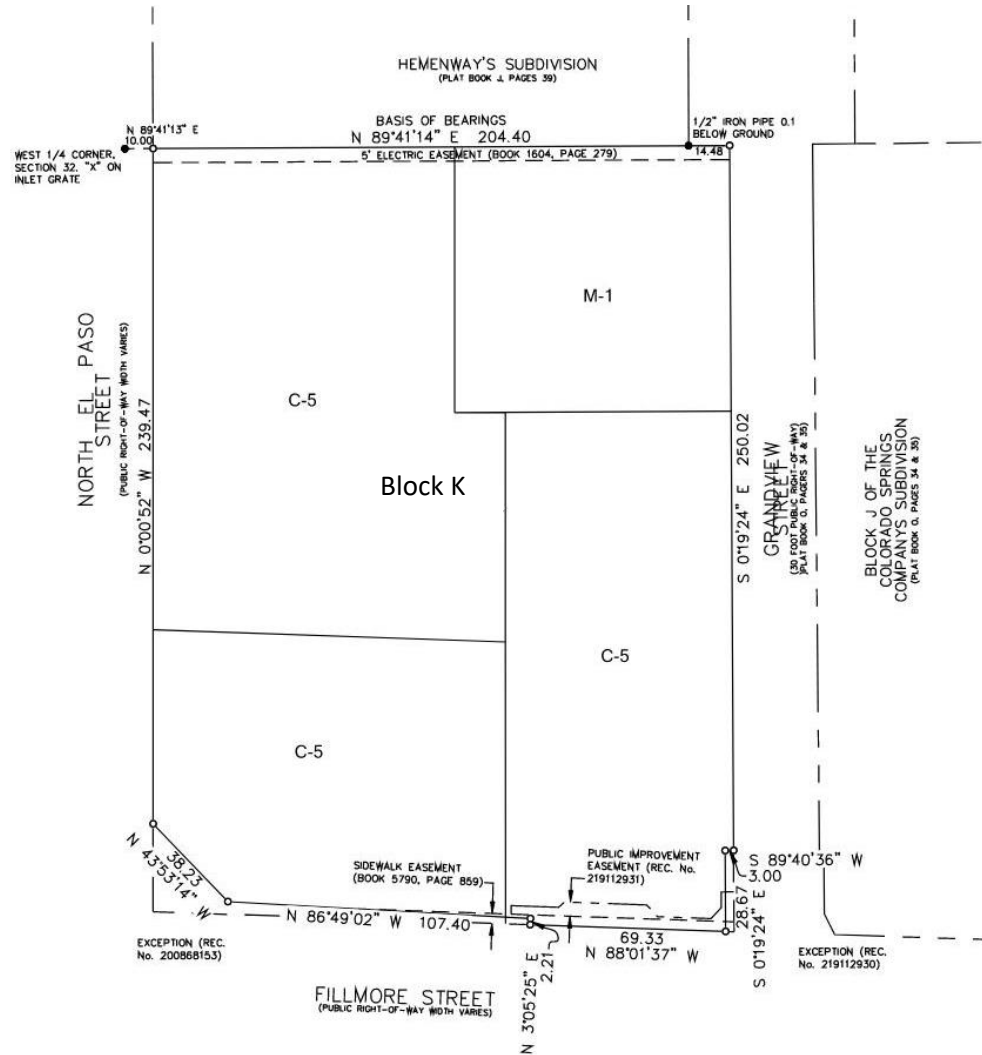 HEMENWAY'S SUBDIVISION
(PLAT BOOK J, PAGES 39)
N 89°41'13" E
10.00
BASIS OF BEARINGS
N 89°41'14" E 204.40
1/2" IRON PIPE 0.1
BELOW GROUND
14.48
WEST 1/4 CORNER,
SECTION 32. "X" ON
INLET GRATE
5' ELECTRIC EASEMENT (BOOK 1604, PAGE 279)
M-1
NORTH EL PASO
STREET
(PUBLIC RIGHT-OF-WAY WIDTH VARIES)
N 0°00'52" W 239.47
C-5
Block K
S 0°19'24" E 250.02
GRANDVIEW
STREET
(30 FOOT PUBLIC RIGHT-OF-WAY)
(PLAT BOOK O, PAGERS 34 & 35)
BLOCK J OF THE
COLORADO SPRINGS
COMPANYS SUBDIVISION
(PLAT BOOK O, PAGES 34 & 35)
C-5
C-5
38.23
N 43°53'14" W
SIDEWALK EASEMENT
(BOOK 5790, PAGE 859)
PUBLIC IMPROVEMENT
EASEMENT (REC. No.
219112931)
S 89°40'36" W
3.00
28.67
S 0°19'24" E
N 86°49'02" W 107.40
69.33
N 88°01'37" W
2.21
N 3°05'25" E
EXCEPTION (REC.
No. 200868153)
EXCEPTION (REC.
No. 219112930)
FILLMORE STREET
(PUBLIC RIGHT-OF-WAY WIDTH VARIES)